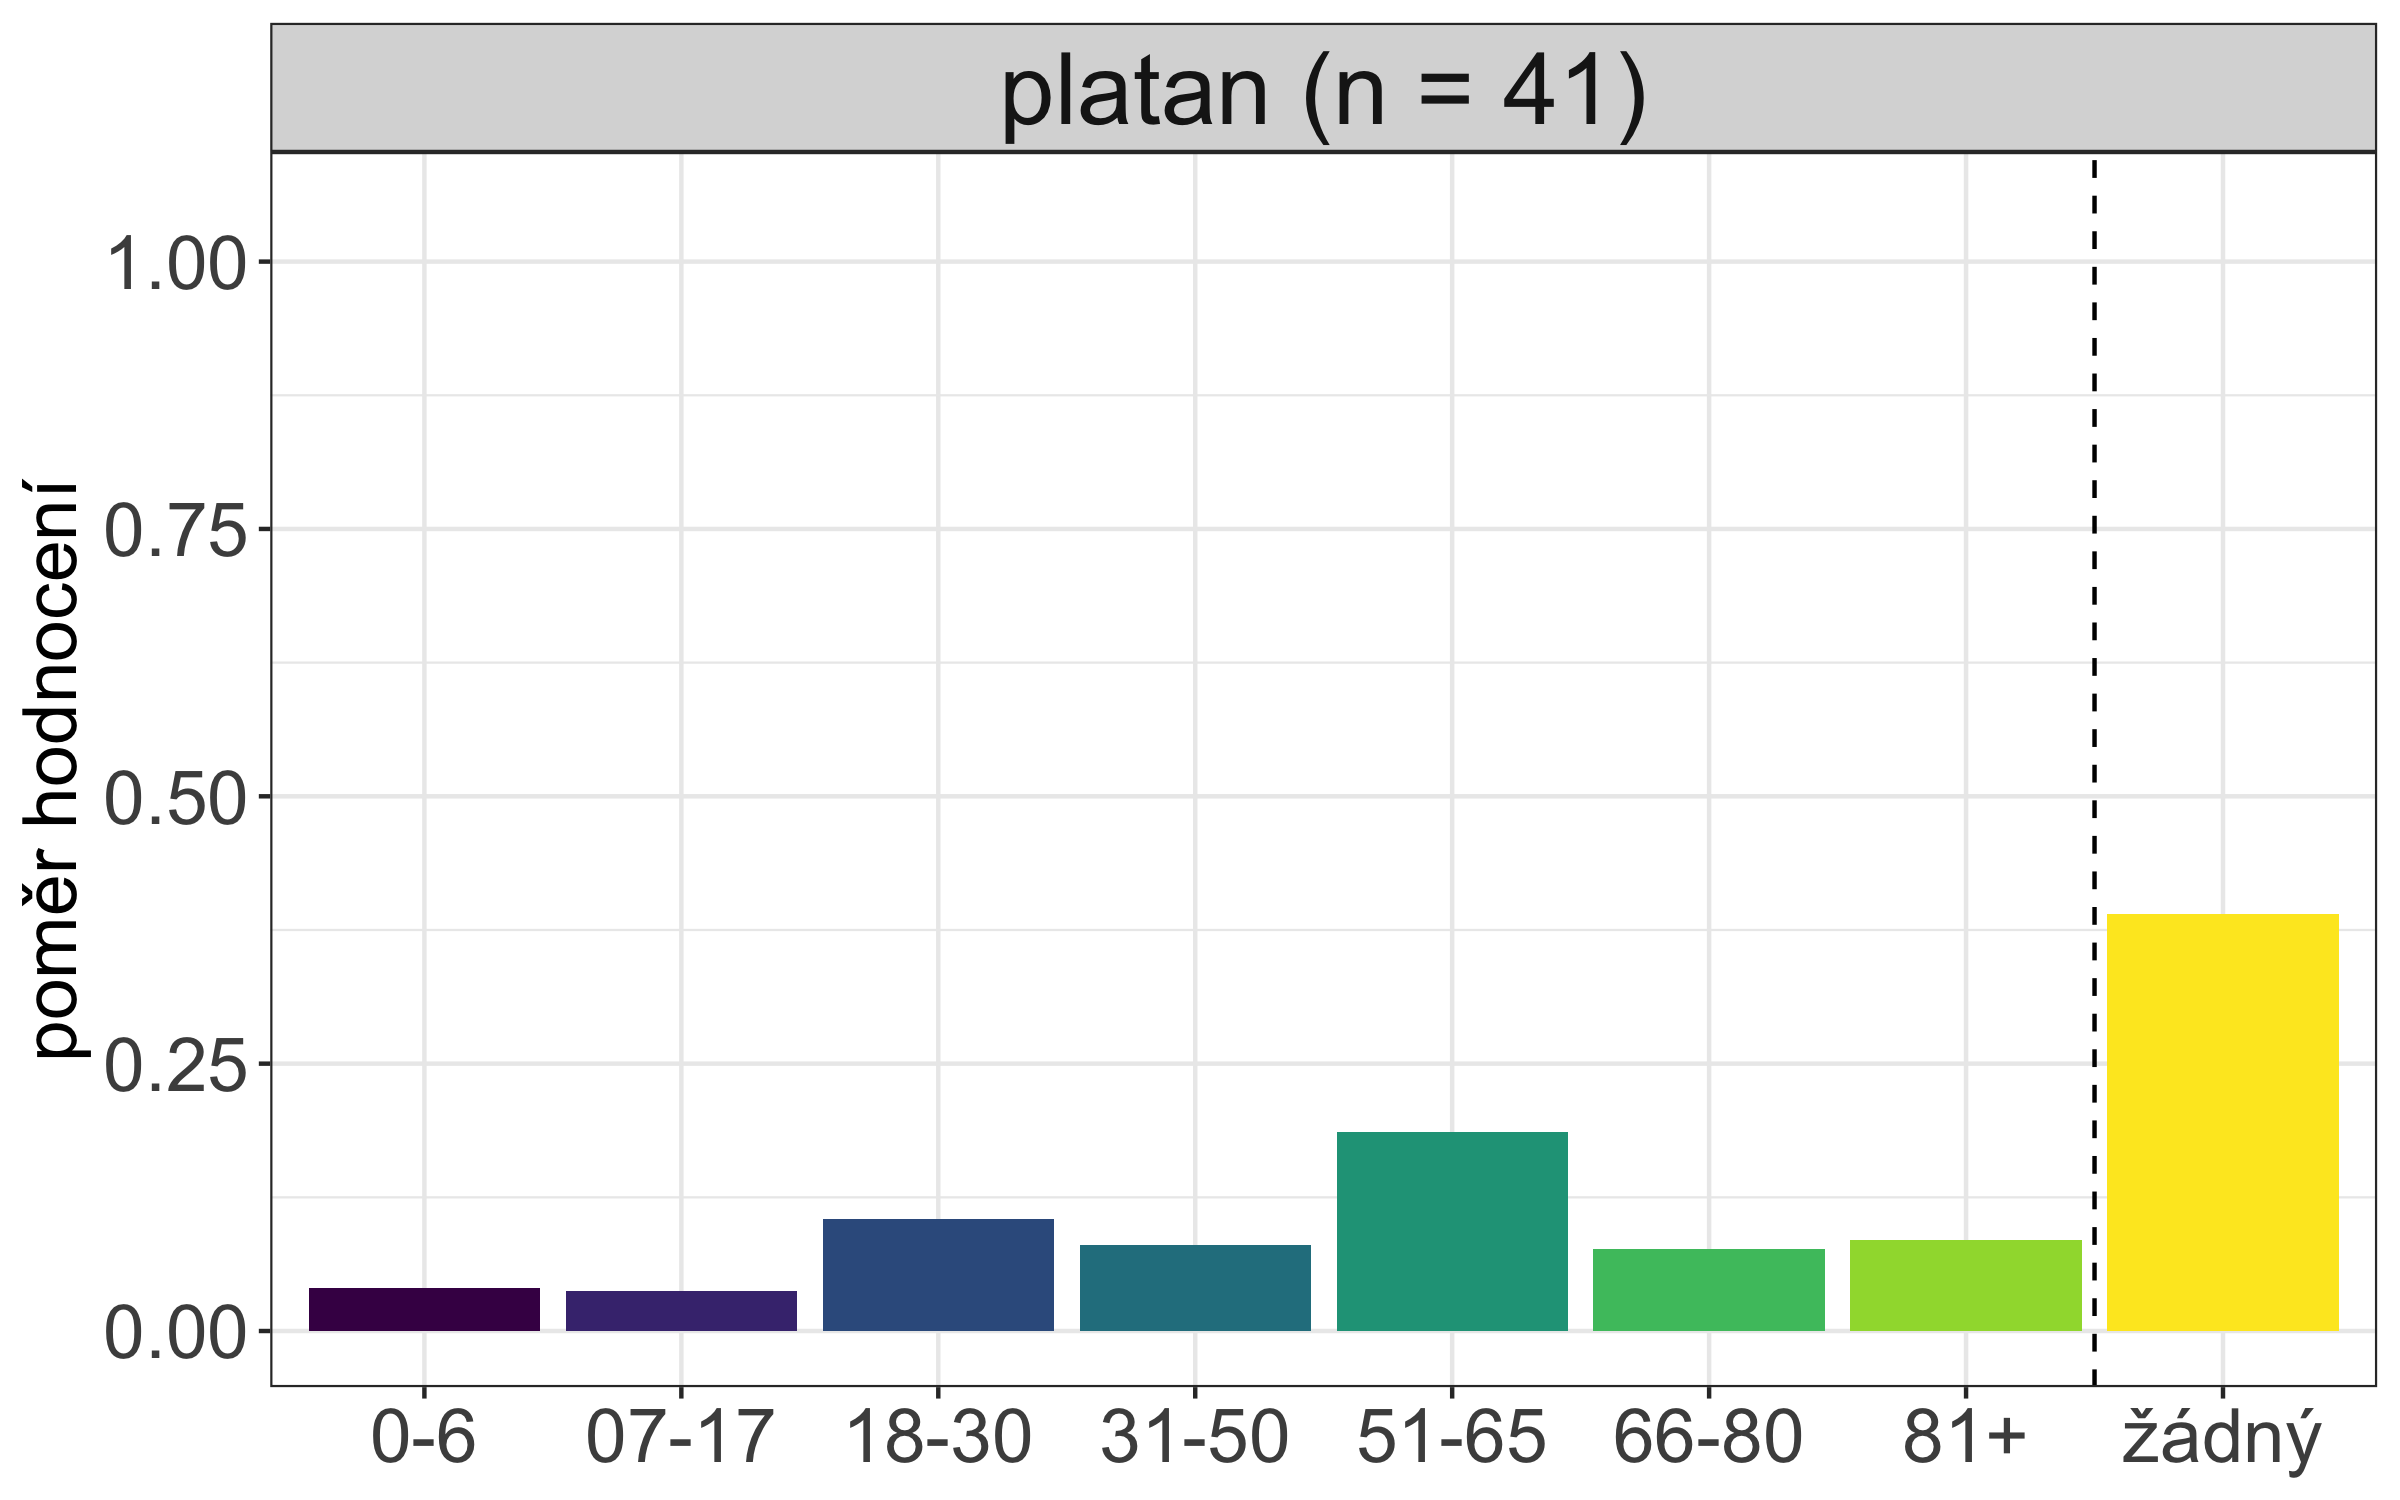 platan (n = 41)
poměr hodnocení
1.00
0.75
0.50
0.25
0.00
0-6 07-17 18-30 31-50 51-65 66-80 81+ žádný